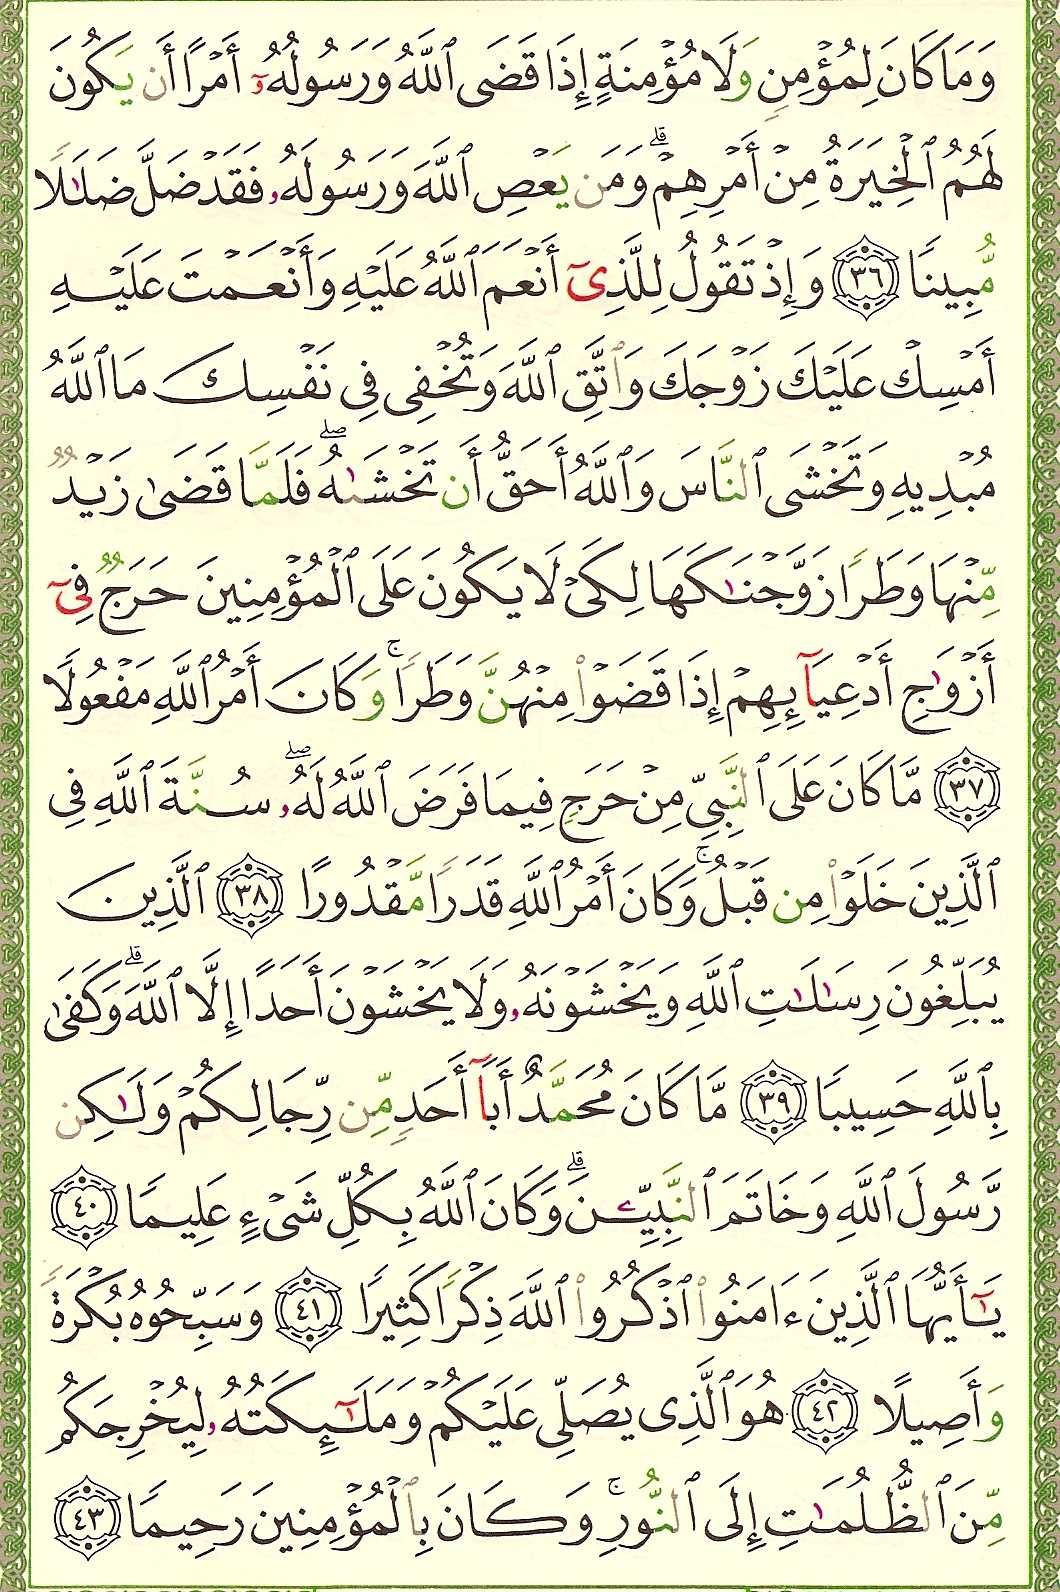 وَمَا كَانَ لِمُؤْمِنٍ وَلَا مُؤْمِنَةٍ إِذَا قَضَى ٱللَّهُ وَرَسُولُهُۥٓ أَمْرًا أَن يَكُونَ
لَهُمُ ٱلْخِيَرَةُ مِنْ أَمْرِهِمْ ۗ وَمَن يَعْصِ ٱللَّهَ وَرَسُولَهُۥ فَقَدْ ضَلَّ ضَلَـٰلًا
مُّبِينًا ٣٦ وَإِذْ تَقُولُ لِلَّذِىٓ أَنْعَمَ ٱللَّهُ عَلَيْهِ وَأَنْعَمْتَ عَلَيْهِ
أَمْسِكْ عَلَيْكَ زَوْجَكَ وَٱتَّقِ ٱللَّهَ وَتُخْفِى فِى نَفْسِكَ مَا ٱللَّهُ
مُبْدِيهِ وَتَخْشَى ٱلنَّاسَ وَٱللَّهُ أَحَقُّ أَن تَخْشَىٰهُ ۖ فَلَمَّا قَضَىٰ زَيْدٌ
مِّنْهَا وَطَرًا زَوَّجْنَـٰكَهَا لِكَىْ لَا يَكُونَ عَلَى ٱلْمُؤْمِنِينَ حَرَجٌ فِىٓ
أَزْوَٰجِ أَدْعِيَآئِهِمْ إِذَا قَضَوْا۟ مِنْهُنَّ وَطَرًا ۚ وَكَانَ أَمْرُ ٱللَّهِ مَفْعُولًا
٣٧ مَّا كَانَ عَلَى ٱلنَّبِىِّ مِنْ حَرَجٍ فِيمَا فَرَضَ ٱللَّهُ لَهُۥ ۖ سُنَّةَ ٱللَّهِ فِى
ٱلَّذِينَ خَلَوْا۟ مِن قَبْلُ ۚ وَكَانَ أَمْرُ ٱللَّهِ قَدَرًا مَّقْدُورًا ٣٨ ٱلَّذِينَ
يُبَلِّغُونَ رِسَـٰلَـٰتِ ٱللَّهِ وَيَخْشَوْنَهُۥ وَلَا يَخْشَوْنَ أَحَدًا إِلَّا ٱللَّهَ ۗ وَكَفَىٰ
بِٱللَّهِ حَسِيبًا ٣٩ مَّا كَانَ مُحَمَّدٌ أَبَآ أَحَدٍ مِّن رِّجَالِكُمْ وَلَـٰكِن
رَّسُولَ ٱللَّهِ وَخَاتَمَ ٱلنَّبِيِّـۧنَ ۗ وَكَانَ ٱللَّهُ بِكُلِّ شَىْءٍ عَلِيمًا ٤٠
يَـٰٓأَيُّهَا ٱلَّذِينَ ءَامَنُوا۟ ٱذْكُرُوا۟ ٱللَّهَ ذِكْرًا كَثِيرًا ٤١ وَسَبِّحُوهُ بُكْرَةً
وَأَصِيلًا ٤٢ هُوَ ٱلَّذِى يُصَلِّى عَلَيْكُمْ وَمَلَـٰٓئِكَتُهُۥ لِيُخْرِجَكُم
مِّنَ ٱلظُّلُمَـٰتِ إِلَى ٱلنُّورِ ۚ وَكَانَ بِٱلْمُؤْمِنِينَ رَحِيمًا ٤٣